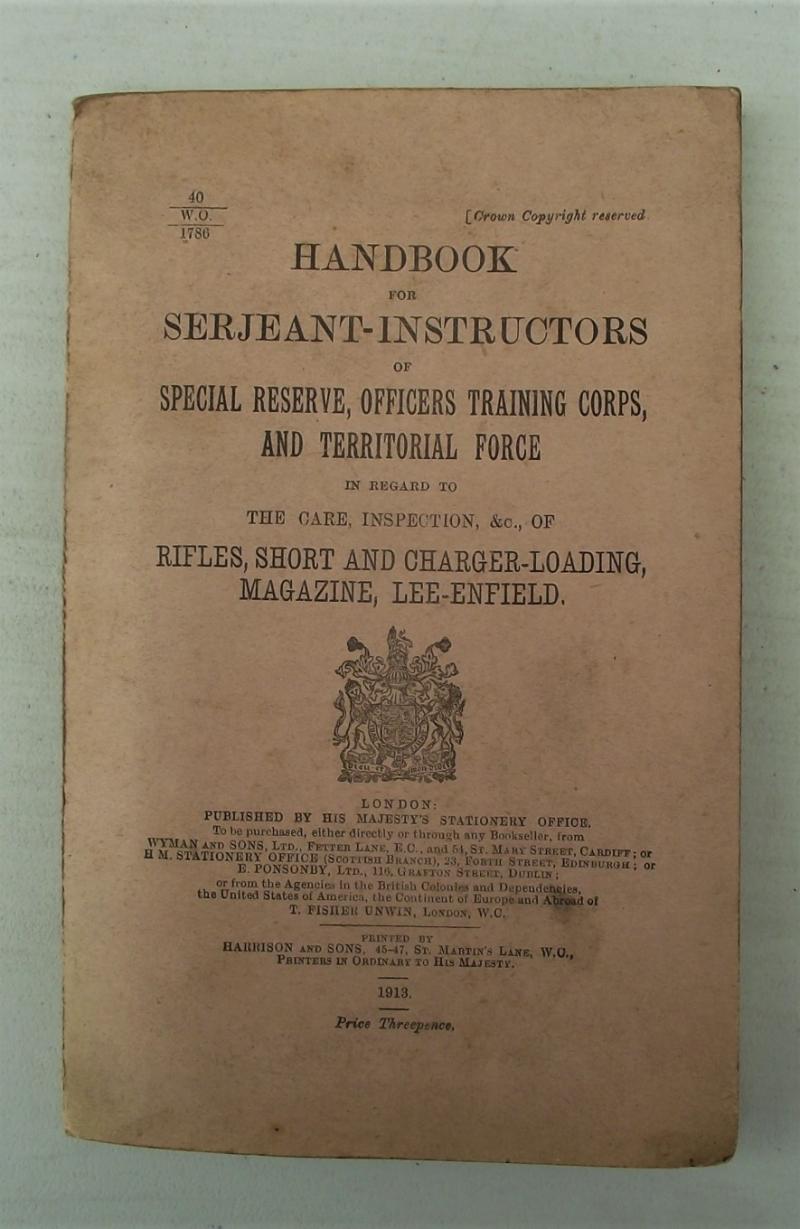 40
W.O.
1786
[Crown Copyright reserved
HANDBOOK
FOR
SERJEANT-INSTRUCTORS
OF
SPECIAL RESERVE, OFFICERS TRAINING CORPS,
AND TERRITORIAL FORCE
IN REGARD TO
THE CARE, INSPECTION, &c., OF
RIFLES, SHORT AND CHARGER-LOADING,
MAGAZINE, LEE-ENFIELD.
DIEU ET MON DROIT
LONDON:
PUBLISHED BY HIS MAJESTY'S STATIONERY OFFICE.
To be purchased, either directly or through any Bookseller, from
WYMAN AND SONS, LTD., FETTER LANE, E.C., and 54, ST. MARY STREET, CARDIFF; or
H M. STATIONERY OFFICE (SCOTTISH BRANCH), 23, FORTH STREET, EDINBURGH; or
E. PONSONBY, LTD., 116, GRAFTON STREET, DUBLIN;
or from the Agencies in the British Colonies and Dependencies,
the United States of America, the Continent of Europe and Abroad of
T. FISHER UNWIN, LONDON, W.C.
PRINTED BY
HARRISON AND SONS, 45-47, ST. MARTIN'S LANE, W.C.,
PRINTERS IN ORDINARY TO HIS MAJESTY.
1913.
Price Threepence.